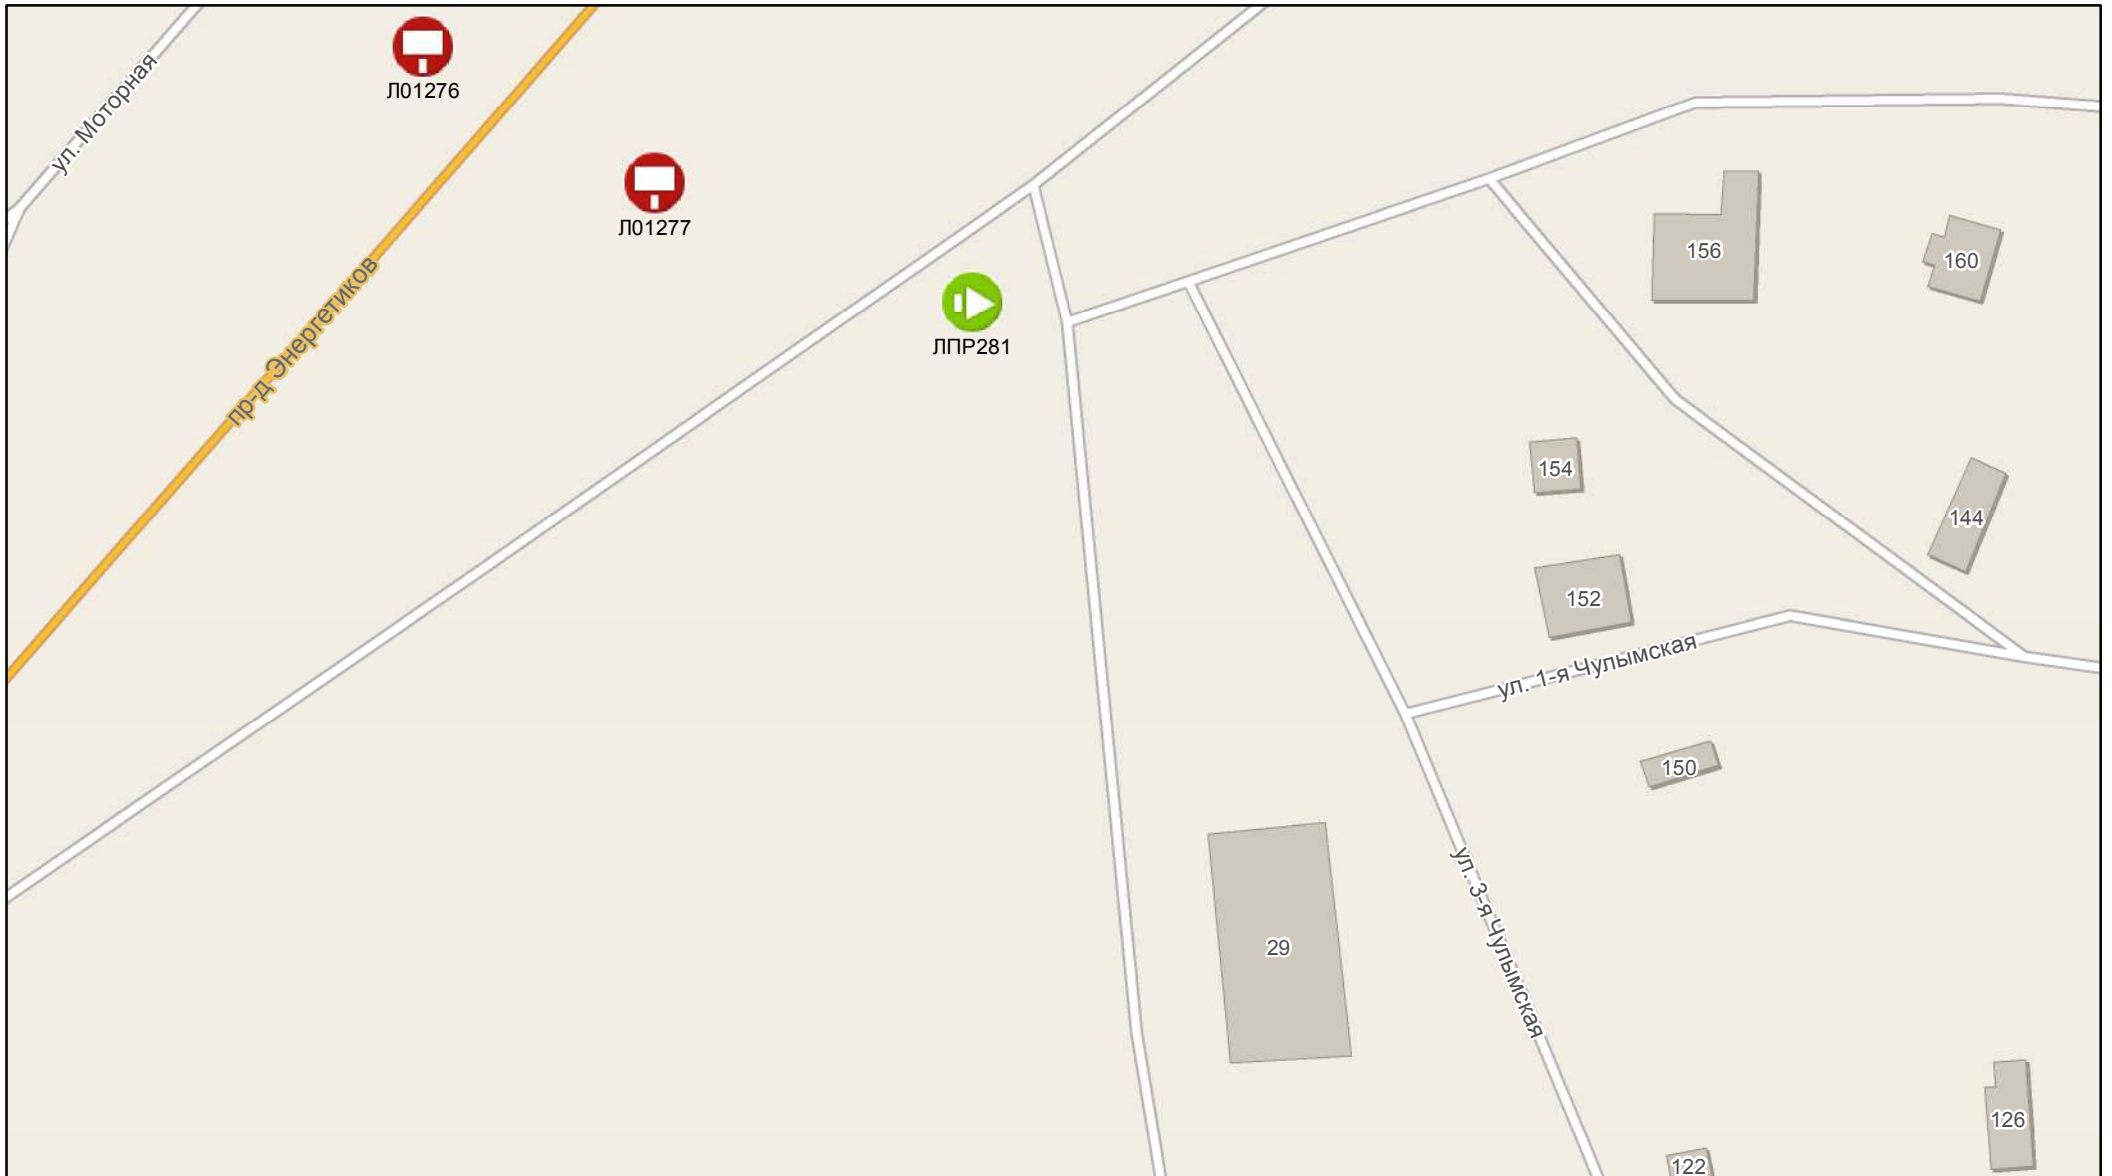 Л01276
ул. Моторная
Л01277
156
160
пр-д Энергетиков
ЛПР281
154
144
152
ул. 1-я Чулымская
150
ул. 3-я Чулымская
29
126
122